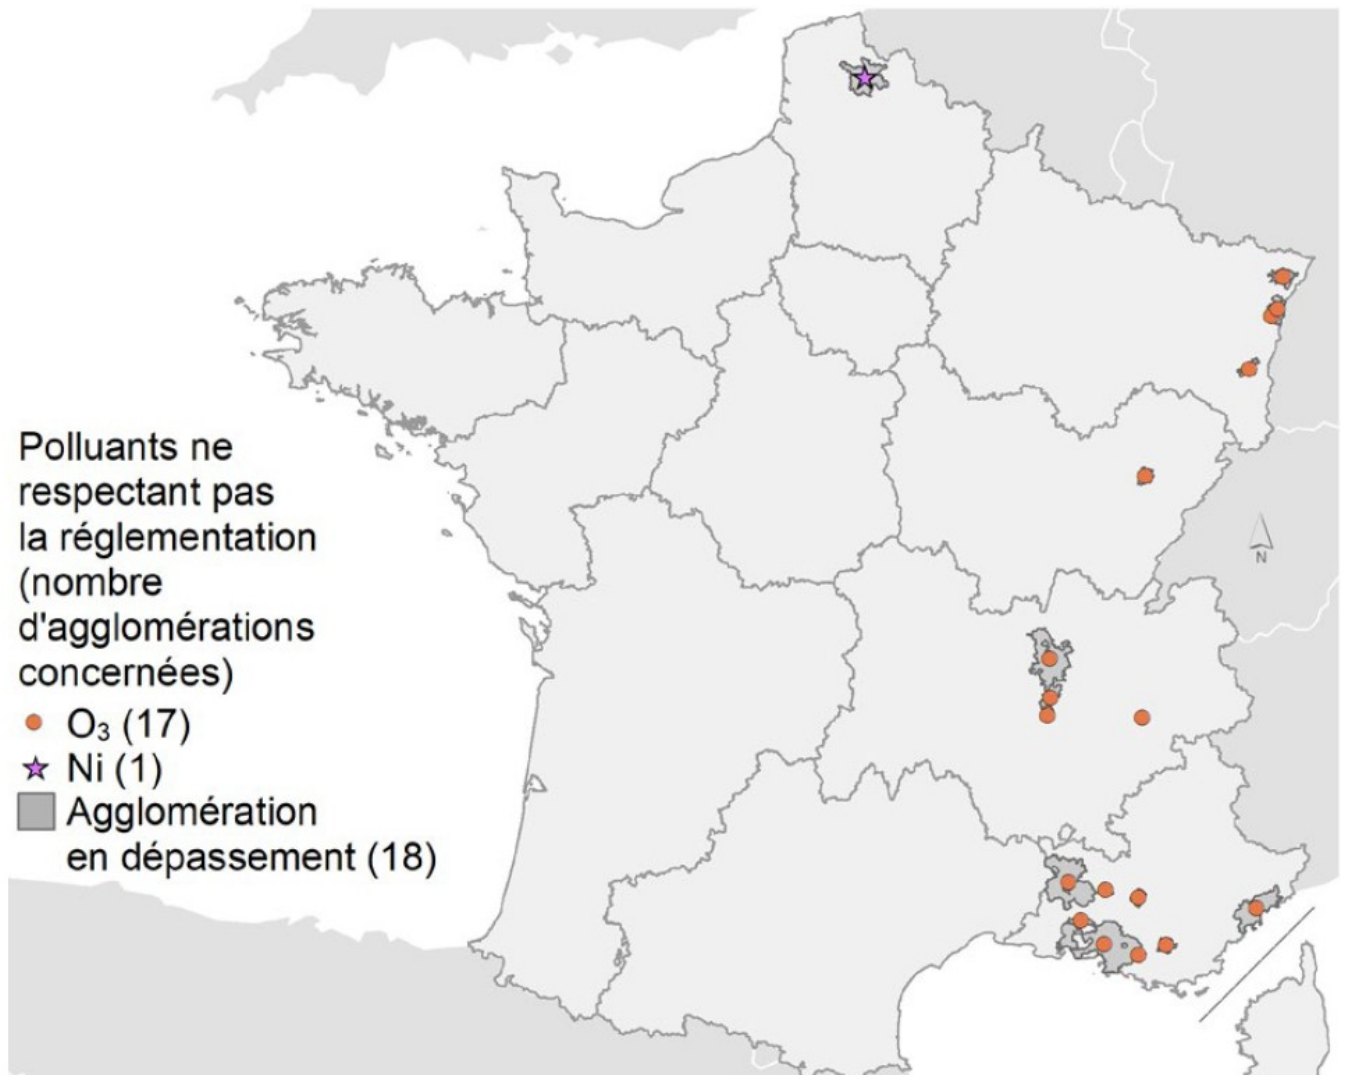 Polluants ne
respectant pas
la réglementation
(nombre
d'agglomérations
concernées)
O₃ (17)
Ni (1)
Agglomération
en dépassement (18)
N